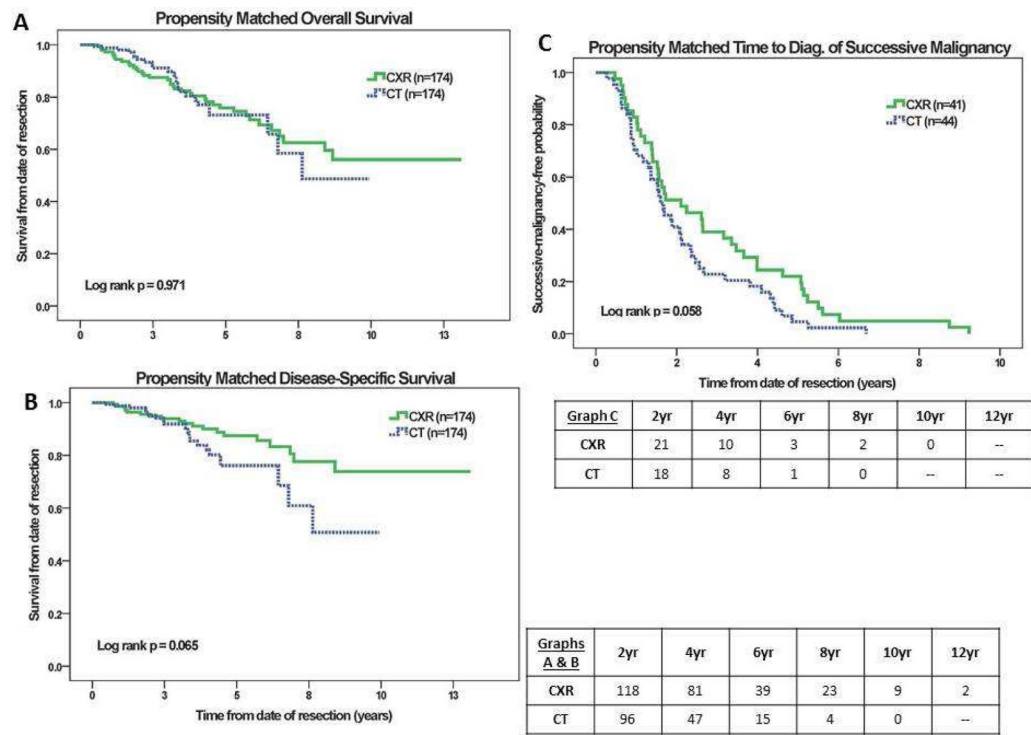 A
Propensity Matched Overall Survival
Survival from date of resection
1.0
0.8
0.6
0.4
0.2
0.0
CXR (n=174)
CT (n=174)
Log rank p = 0.971
0 3 5 8 10 13
B
Propensity Matched Disease-Specific Survival
Survival from date of resection
1.0
0.8
0.6
0.4
0.2
0.0
CXR (n=174)
CT (n=174)
Log rank p = 0.065
0 3 5 8 10 13
Time from date of resection (years)
C
Propensity Matched Time to Diag. of Successive Malignancy
Successive-malignancy-free probability
1.0
0.8
0.6
0.4
0.2
0.0
CXR (n=41)
CT (n=44)
Log rank p = 0.058
0 2 4 6 8 10
Time from date of resection (years)
Graph C 2yr 4yr 6yr 8yr 10yr 12yr
CXR 21 10 3 2 0 --
CT 18 8 1 0 -- --
Graphs A & B 2yr 4yr 6yr 8yr 10yr 12yr
CXR 118 81 39 23 9 2
CT 96 47 15 4 0 --